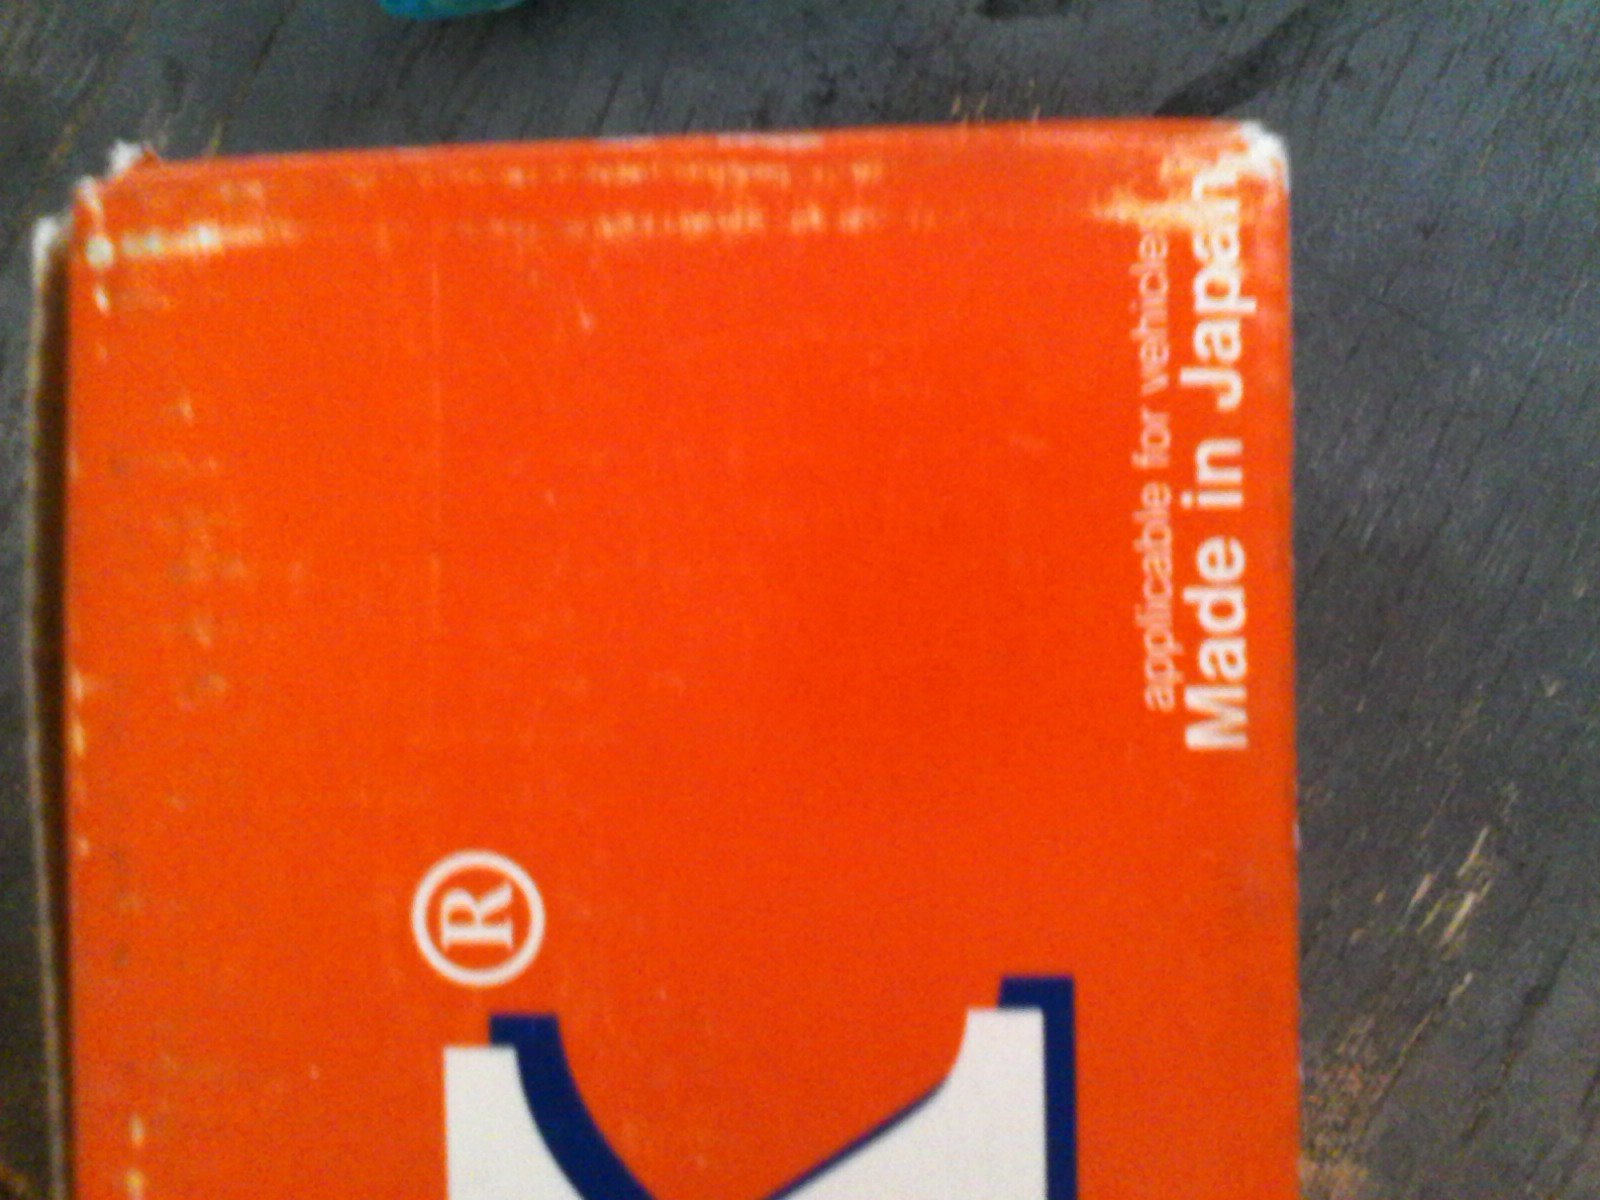 ®
applicable for vehicle
Made in Japan